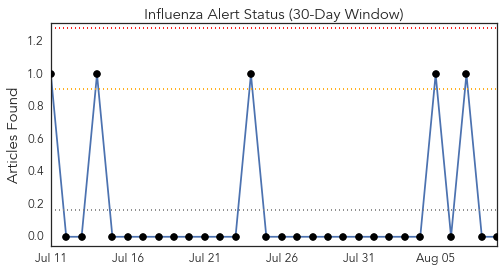 Influenza Alert Status (30-Day Window)
Articles Found
1.2
1.0
0.8
0.6
0.4
0.2
0.0
Jul 11 Jul 16 Jul 21 Jul 26 Jul 31 Aug 05